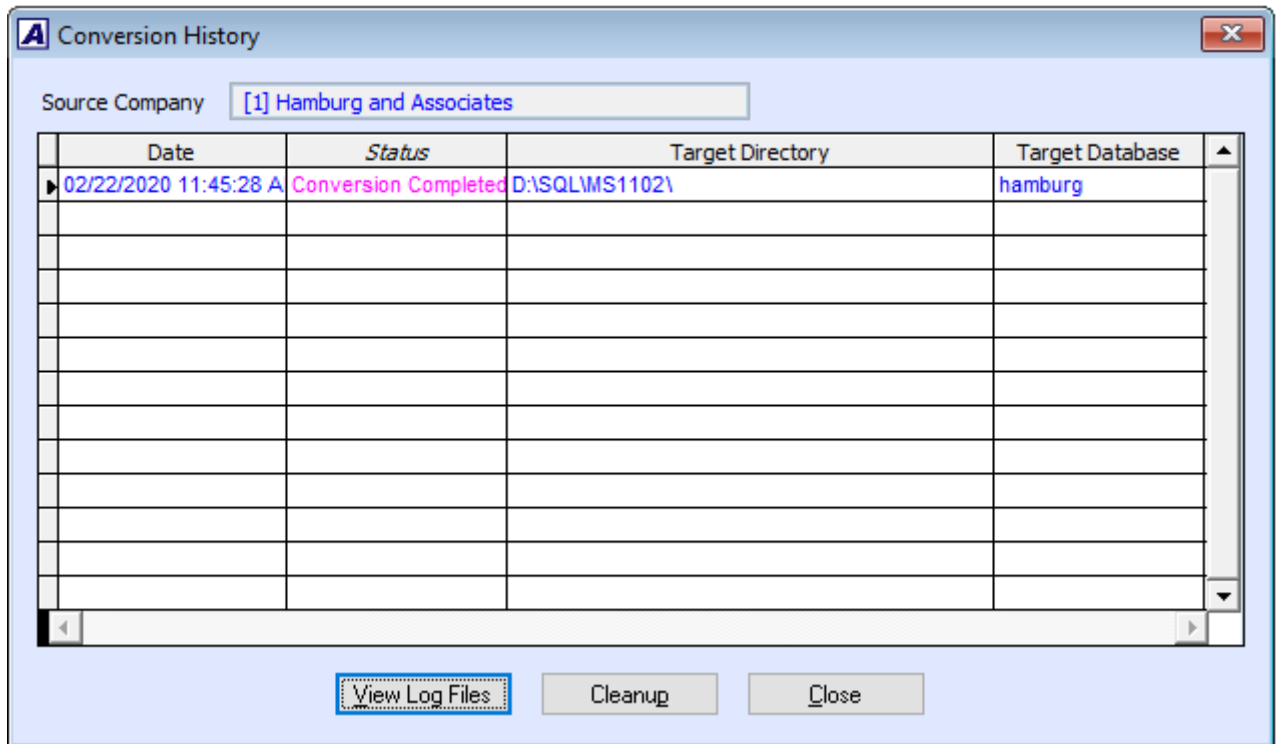 Conversion History
Source Company [1] Hamburg and Associates
Date Status Target Directory Target Database
02/22/2020 11:45:28 A Conversion Completed D:\SQL\MS1102\ hamburg
View Log Files Cleanup Close